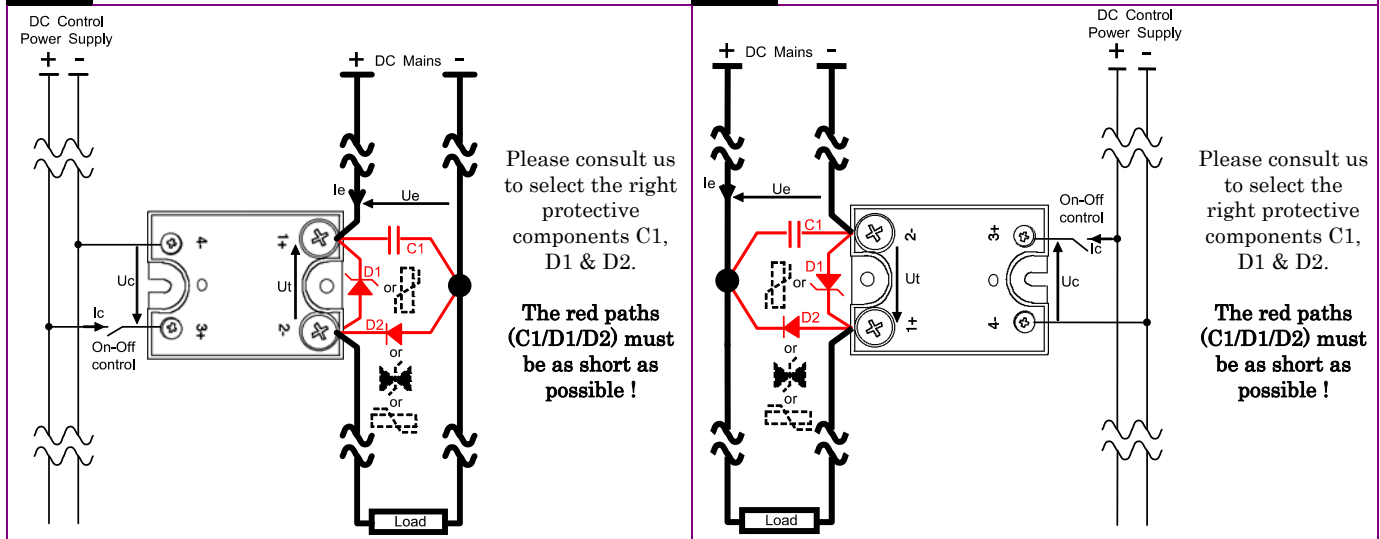 DC Control
Power Supply
+ -
+ DC Mains -
Ie
Ue
4-
1+
C1
Uc
Ut
D1
or
Ic
3+
2-
D2
On-Off
control
or
or
Load
Please consult us
to select the right
protective
components C1,
D1 & D2.
The red paths
(C1/D1/D2) must
be as short as
possible !
DC Control
Power Supply
+ -
+ DC Mains -
Ie
Ue
On-Off
control
C1
2-
3+
Ic
D1
or
Ut
Uc
D2
1+
4-
or
or
Load
Please consult us
to select the
right protective
components C1,
D1 & D2.
The red paths
(C1/D1/D2) must
be as short as
possible !